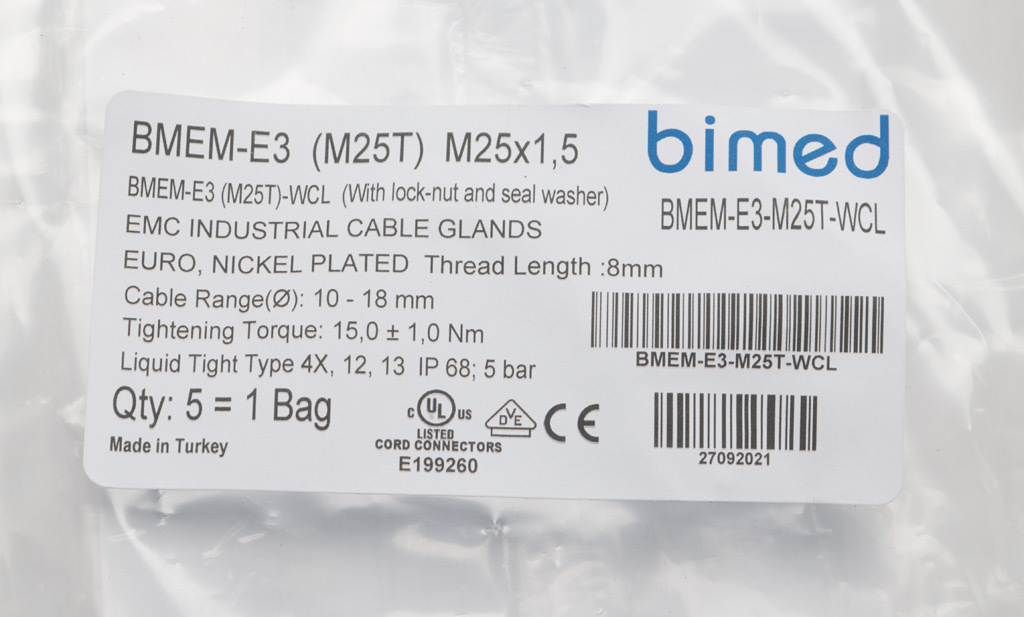 BMEM-E3 (M25T) M25x1,5
bimed
BMEM-E3 (M25T)-WCL (With lock-nut and seal washer)
BMEM-E3-M25T-WCL
EMC INDUSTRIAL CABLE GLANDS
EURO, NICKEL PLATED Thread Length :8mm
Cable Range(Ø): 10 - 18 mm
Tightening Torque: 15,0 ± 1,0 Nm
BMEM-E3-M25T-WCL
Liquid Tight Type 4X, 12, 13 IP 68; 5 bar
Qty: 5 = 1 Bag
c UL us
DVE
CE
LISTED
CORD CONNECTORS
E199260
Made in Turkey
27092021